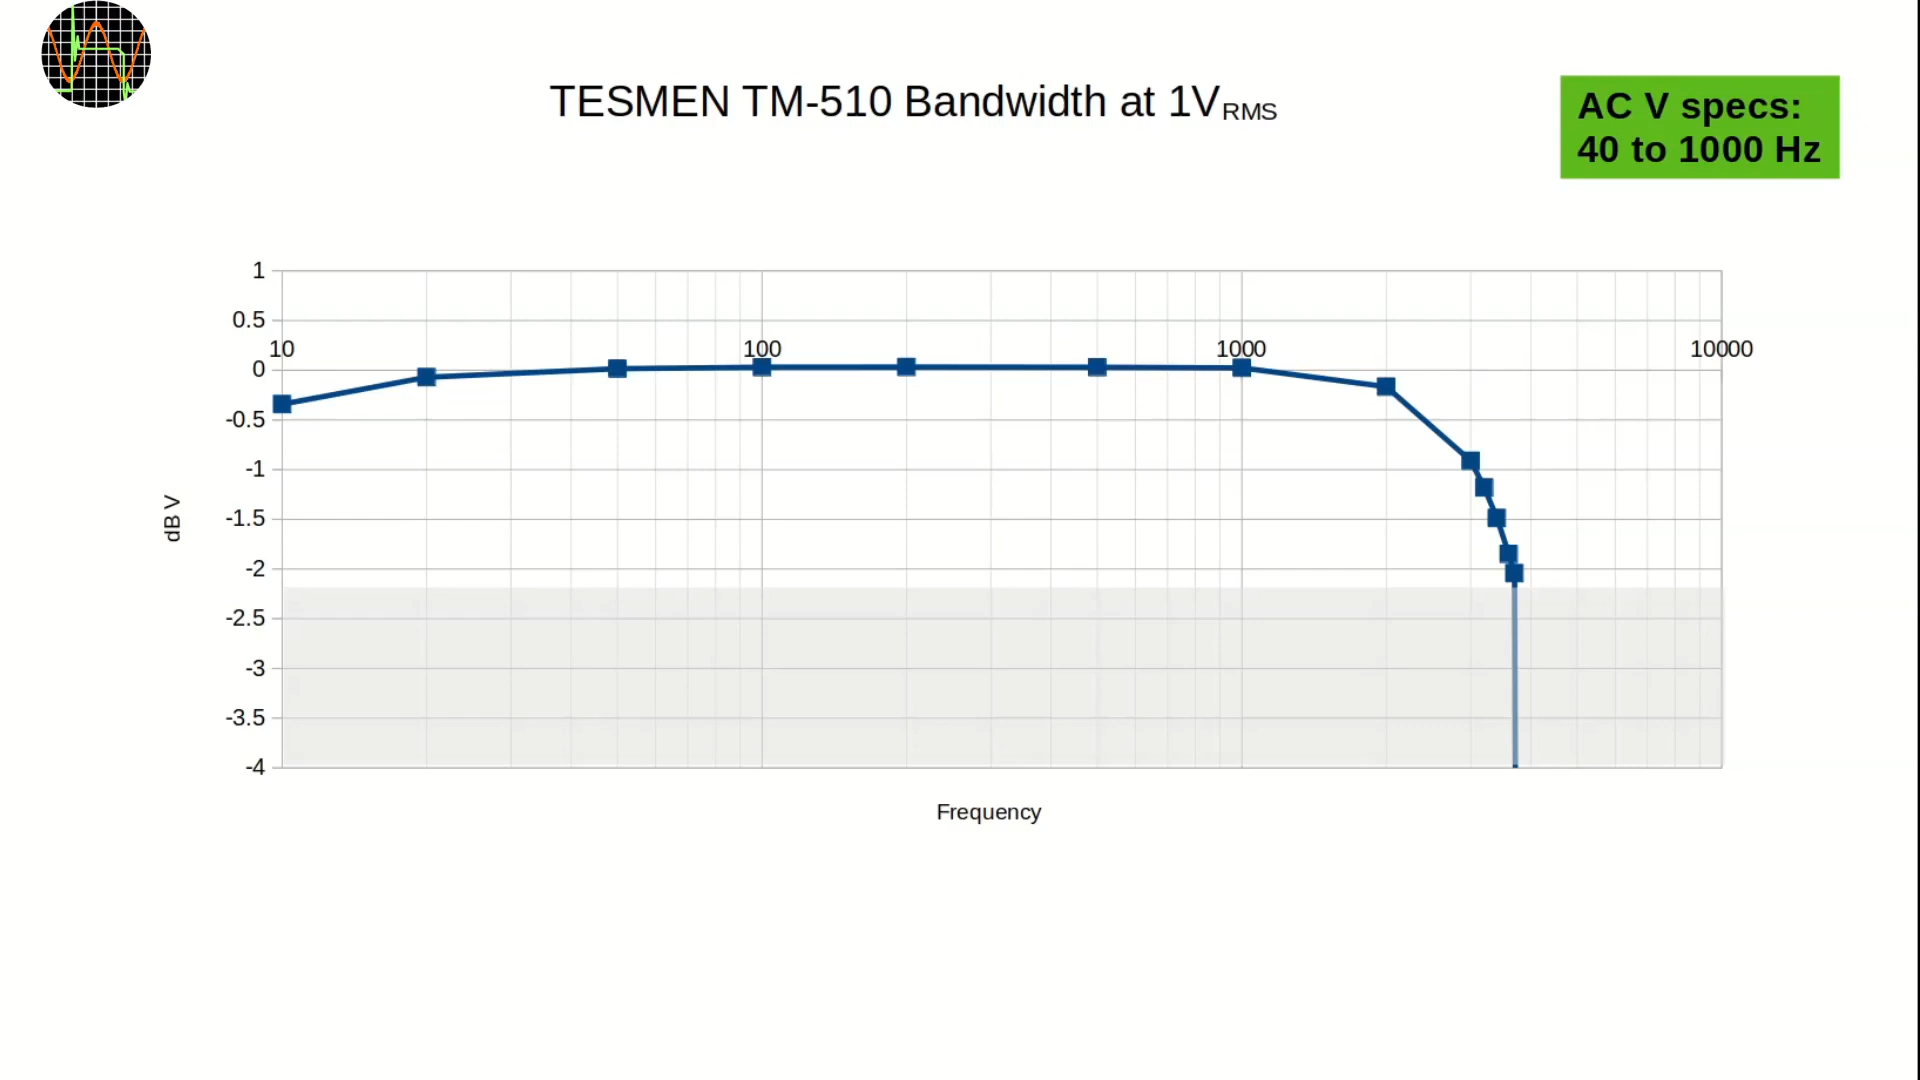 TESMEN TM-510 Bandwidth at 1VRMS
AC V specs:
40 to 1000 Hz
1
0.5
10 100 1000 10000
0
-0.5
-1
-1.5
-2
-2.5
-3
-3.5
-4
dB V
Frequency